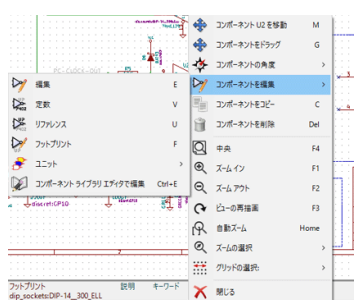 コンポーネント U2 を移動 M
コンポーネントをドラッグ G
コンポーネントの角度 >
コンポーネントを編集 >
コンポーネントをコピー C
コンポーネントを削除 Del
中央 F4
ズームイン F1
ズームアウト F2
ビューの再描画 F3
自動ズーム Home
ズームの選択 >
グリッドの選択: >
閉じる
編集 E
定数 V
リファレンス U
フットプリント F
ユニット >
コンポーネント ライブラリ エディタで編集 Ctrl+E
PC-CLOCK-OUT
discret:GP1O
フットプリント 説明 キーワード
dip_sockets:DIP-14__300_ELL